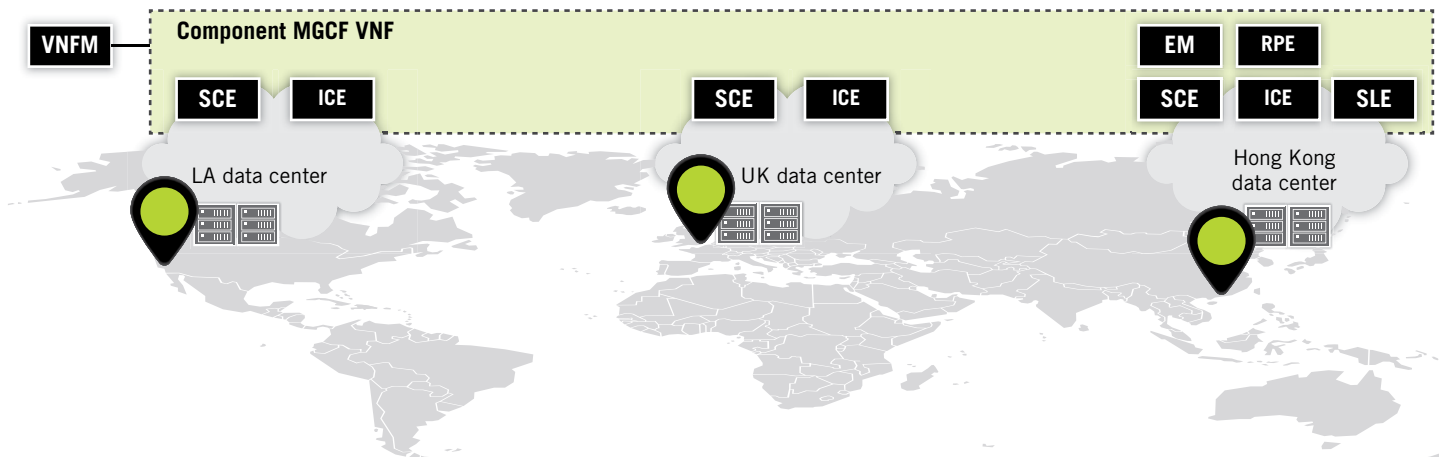 VNFM
Component MGCF VNF
EM RPE
SCE ICE
SCE ICE
SCE ICE SLE
LA data center
UK data center
Hong Kong
data center